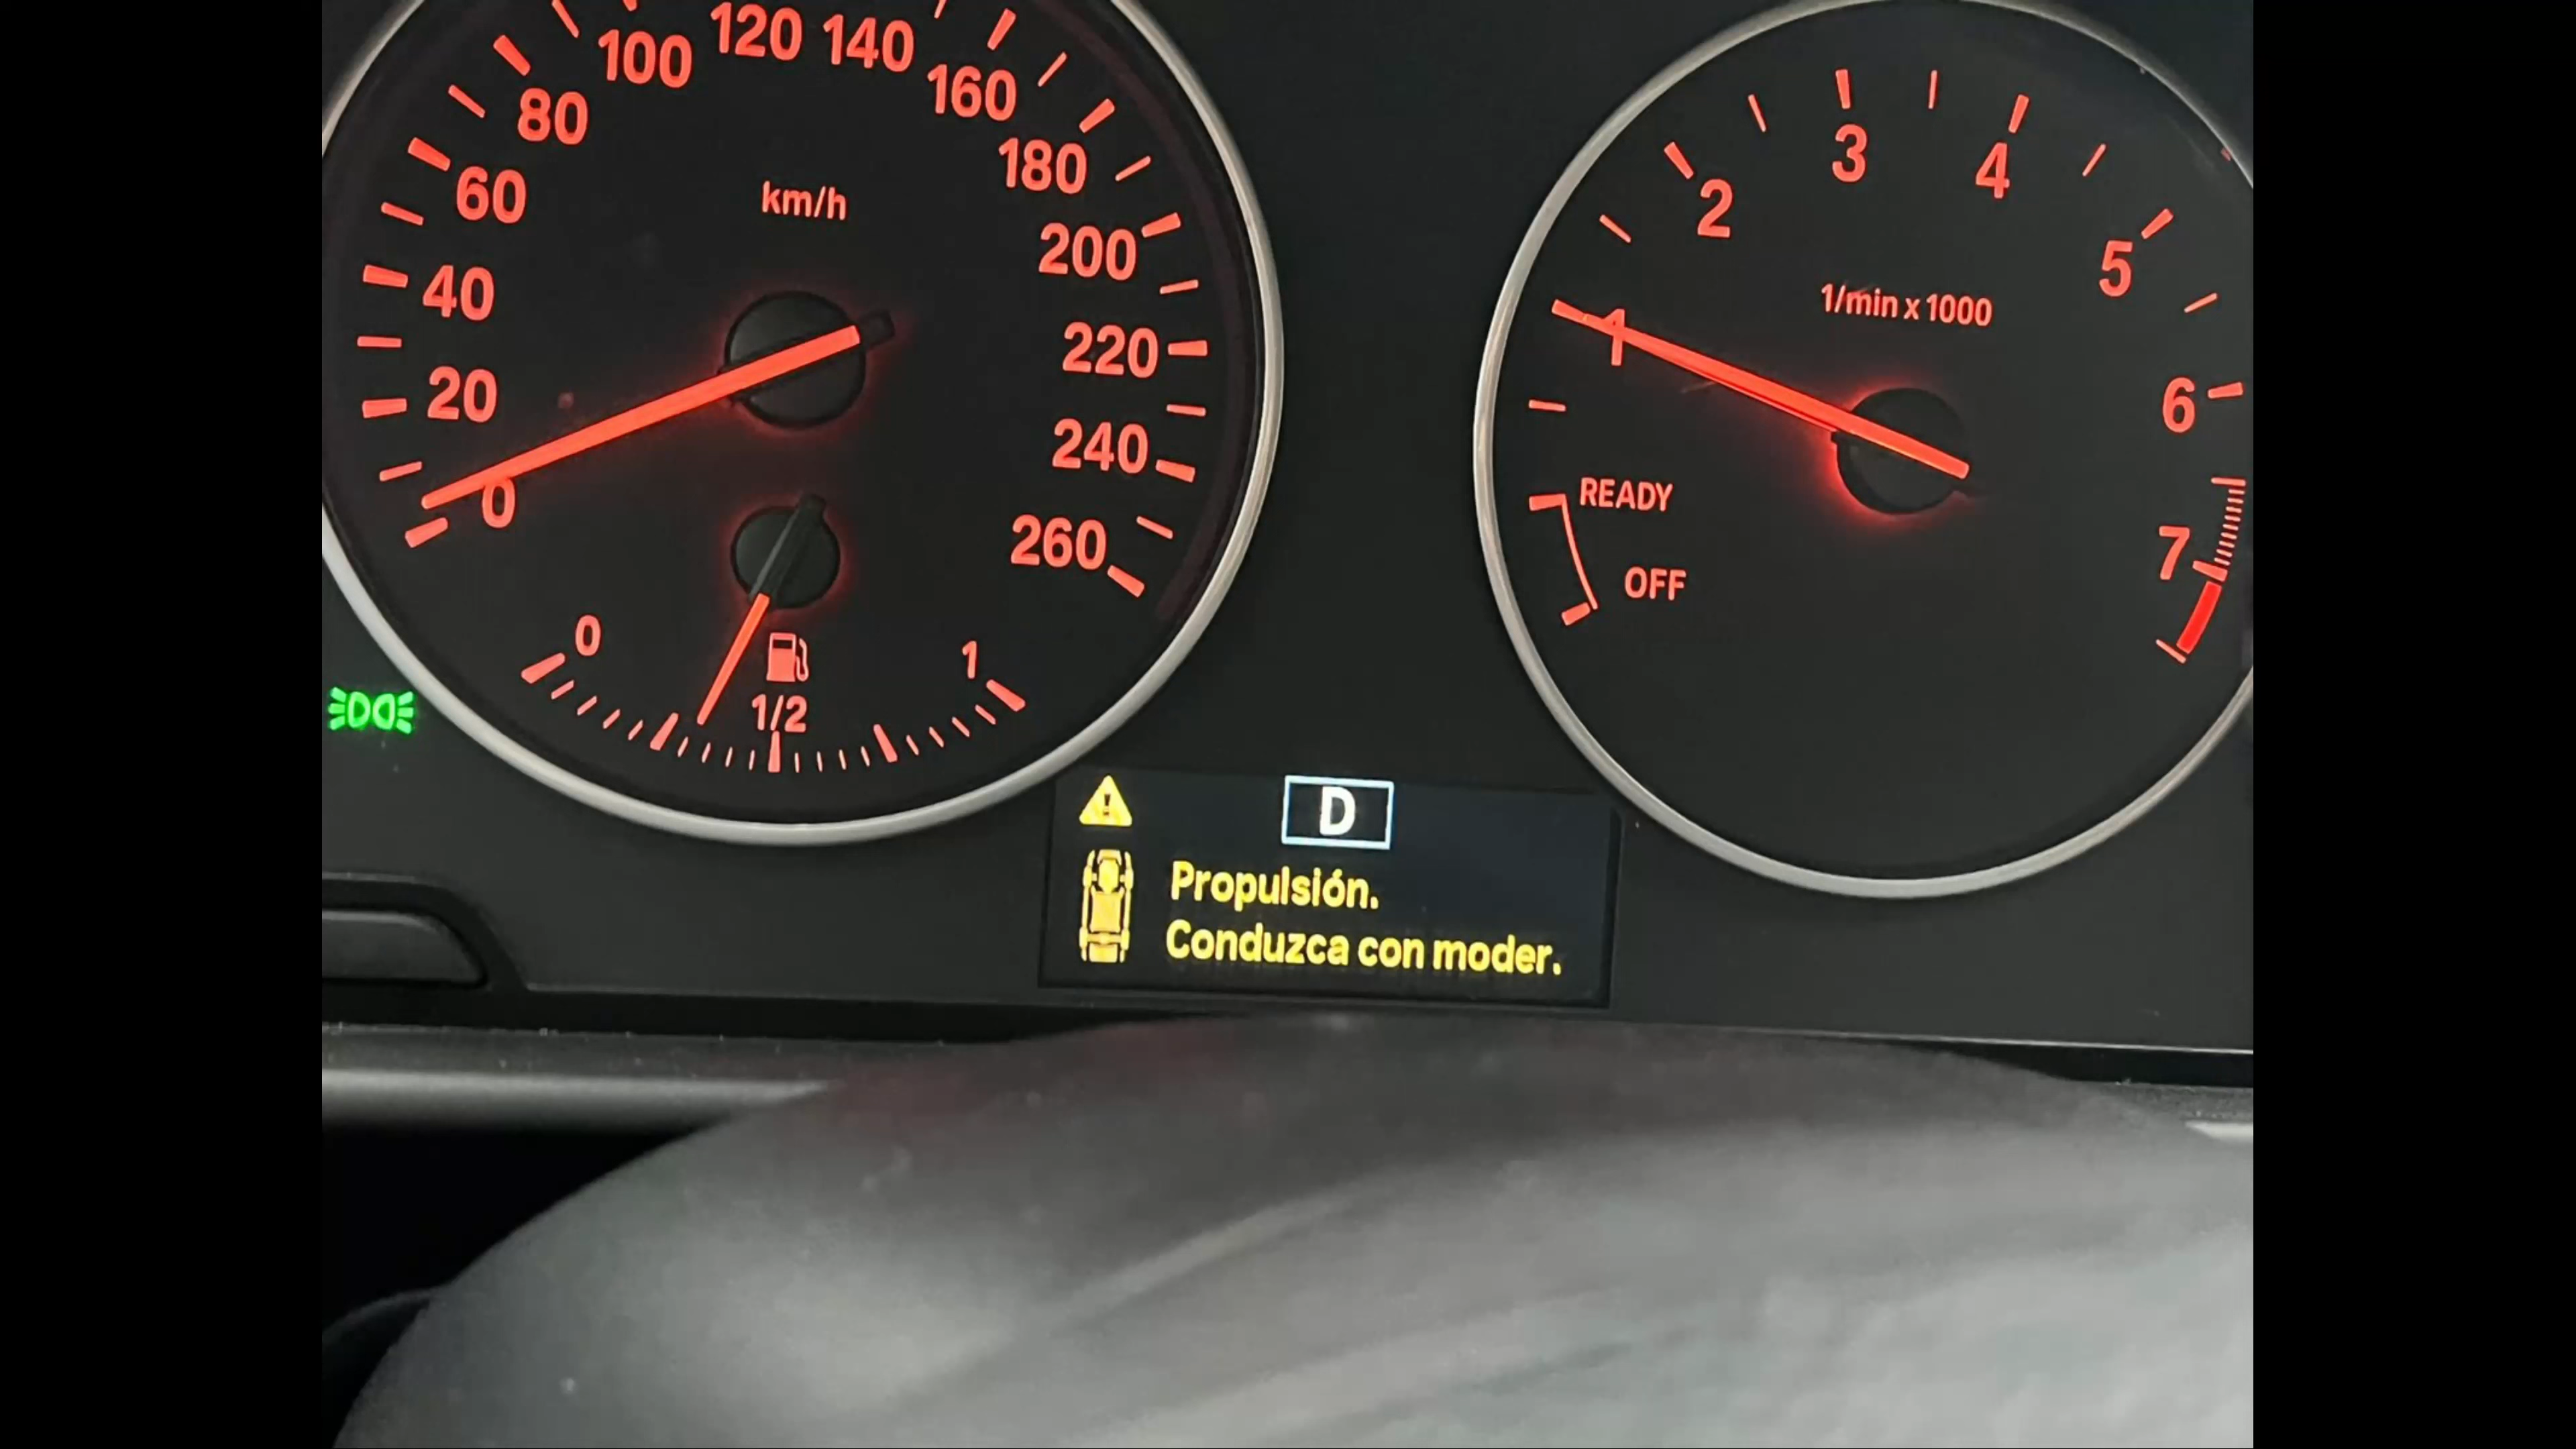 100 120 140 160
80 180
60 200
40 220
20 240
0 260
km/h
0 1/2 1
3 4
2 5
1 6
1/min x 1000
READY
OFF
7
D
Propulsión.
Conduzca con moder.